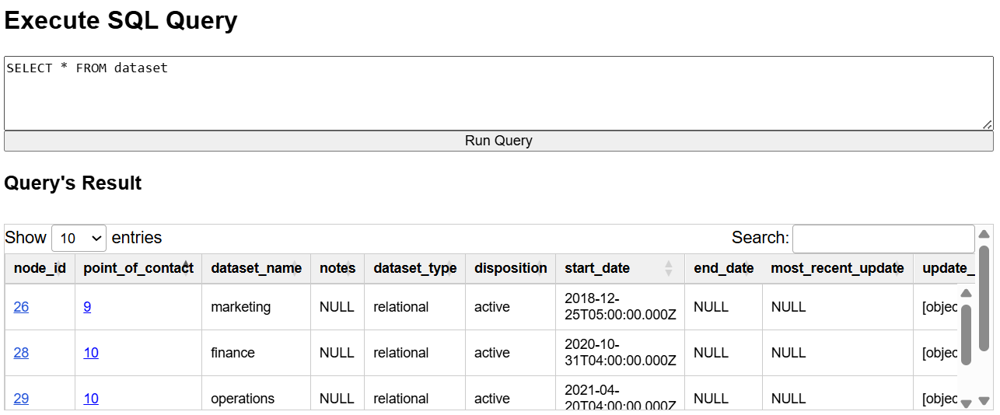 Execute SQL Query
SELECT * FROM dataset
Run Query
Query's Result
Show 10 entries Search:
node_id point_of_contact dataset_name notes dataset_type disposition start_date end_date most_recent_update update_
26 9 marketing NULL relational active 2018-12-25T05:00:00.000Z NULL NULL [objec
28 10 finance NULL relational active 2020-10-31T04:00:00.000Z NULL NULL [objec
29 10 operations NULL relational active 2021-04-20T04:00:00.000Z NULL NULL [objec